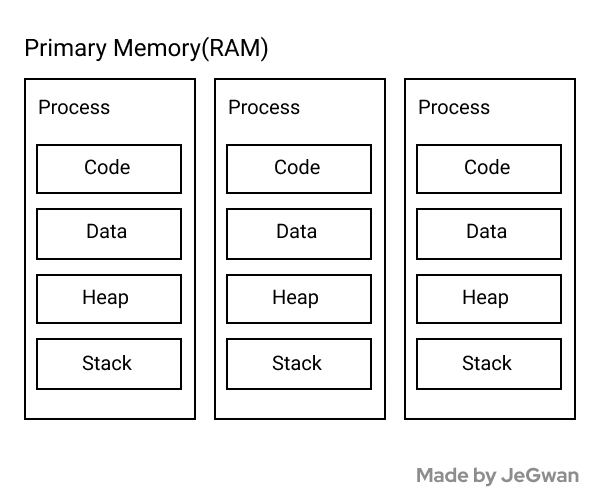 Primary Memory(RAM)
Process
Code
Data
Heap
Stack
Process
Code
Data
Heap
Stack
Process
Code
Data
Heap
Stack
Made by JeGwan